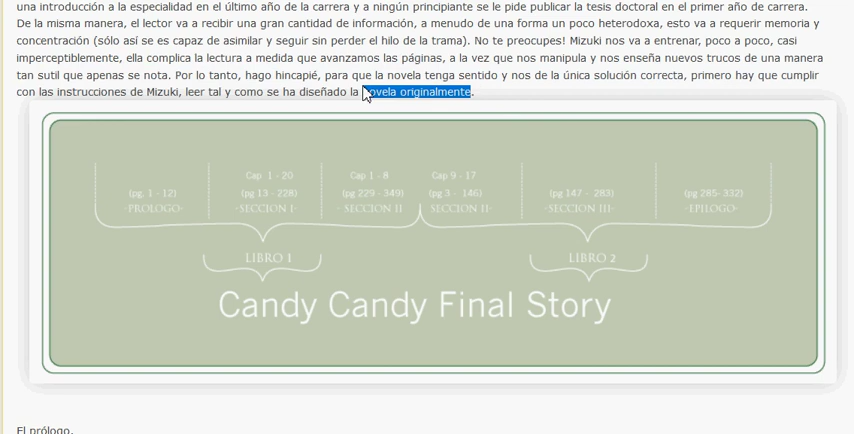 una introducción a la especialidad en el último año de la carrera y a ningún principiante se le pide publicar la tesis doctoral en el primer año de carrera.
De la misma manera, el lector va a recibir una gran cantidad de información, a menudo de una forma un poco heterodoxa, esto va a requerir memoria y
concentración (sólo así se es capaz de asimilar y seguir sin perder el hilo de la trama). No te preocupes! Mizuki nos va a entrenar, poco a poco, casi
imperceptiblemente, ella complica la lectura a medida que avanzamos las páginas, a la vez que nos manipula y nos enseña nuevos trucos de una manera
tan sutil que apenas se nota. Por lo tanto, hago hincapié, para que la novela tenga sentido y nos de la única solución correcta, primero hay que cumplir
con las instrucciones de Mizuki, leer tal y como se ha diseñado la novela originalmente.
Cap 1 - 20 Cap 1 - 8 Cap 9 - 17
(pg, 1 - 12) (pg 13 - 228) (pg 229 - 349) (pg 3 - 146) (pg 147 - 283) (pg 285- 332)
-PROLOGO- -SECCION I- SECCION II SECCION II- -SECCION III- -EPILOGO-
LIBRO 1 LIBRO 2
Candy Candy Final Story
El prólogo.